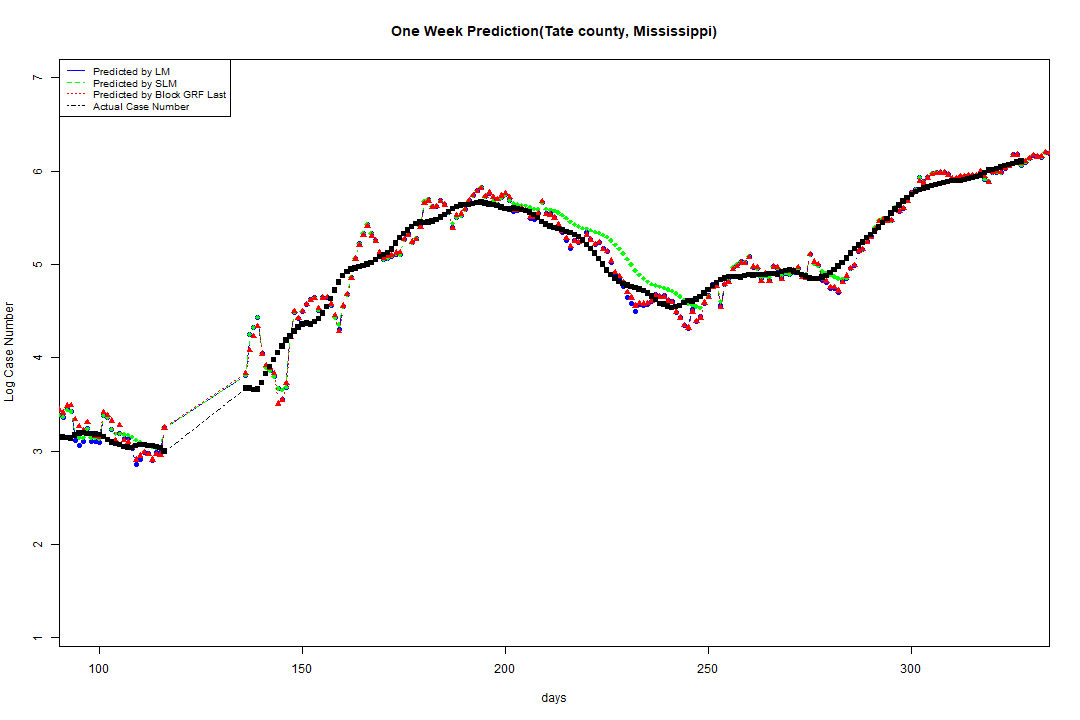 One Week Prediction(Tate county, Mississippi)
Predicted by LM
Predicted by SLM
Predicted by Block GRF Last
Actual Case Number
7
6
5
4
3
2
1
Log Case Number
100 150 200 250 300
days